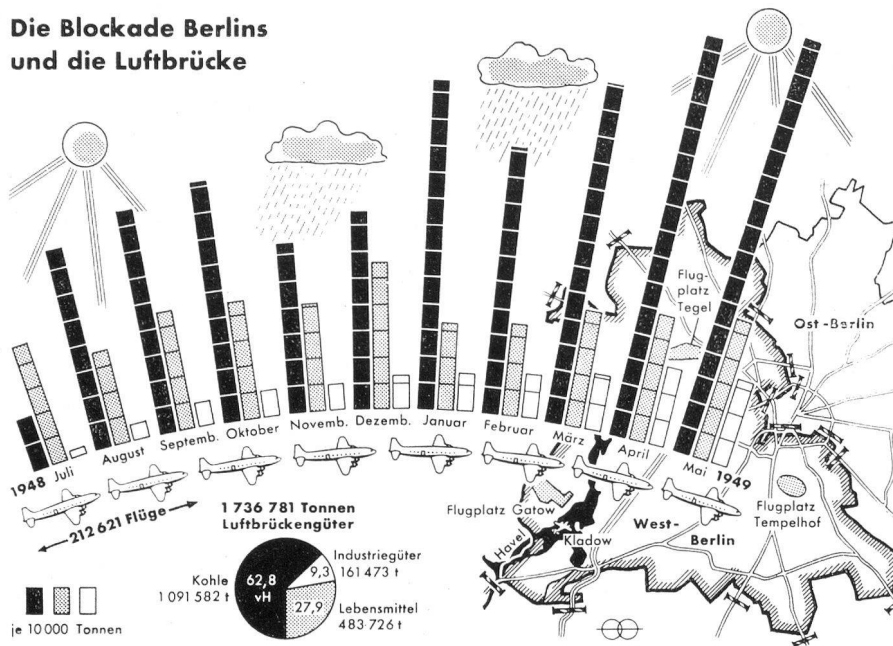 Die Blockade Berlins
und die Luftbrücke
1948 Juli
August
Septemb.
Oktober
Novemb.
Dezemb.
Januar
Februar
März
April
Mai 1949
Flug-
platz
Tegel
Ost-Berlin
212 621 Flüge
1 736 781 Tonnen
Luftbrückengüter
Kohle
1 091 582
t
62,8
vH
9,3
Industriegüter
161 473 t
27,9
Lebensmittel
483 726 t
Flugplatz Gatow
Havel
Kladow
West-
Berlin
Flugplatz
Tempelhof
je 10 000 Tonnen